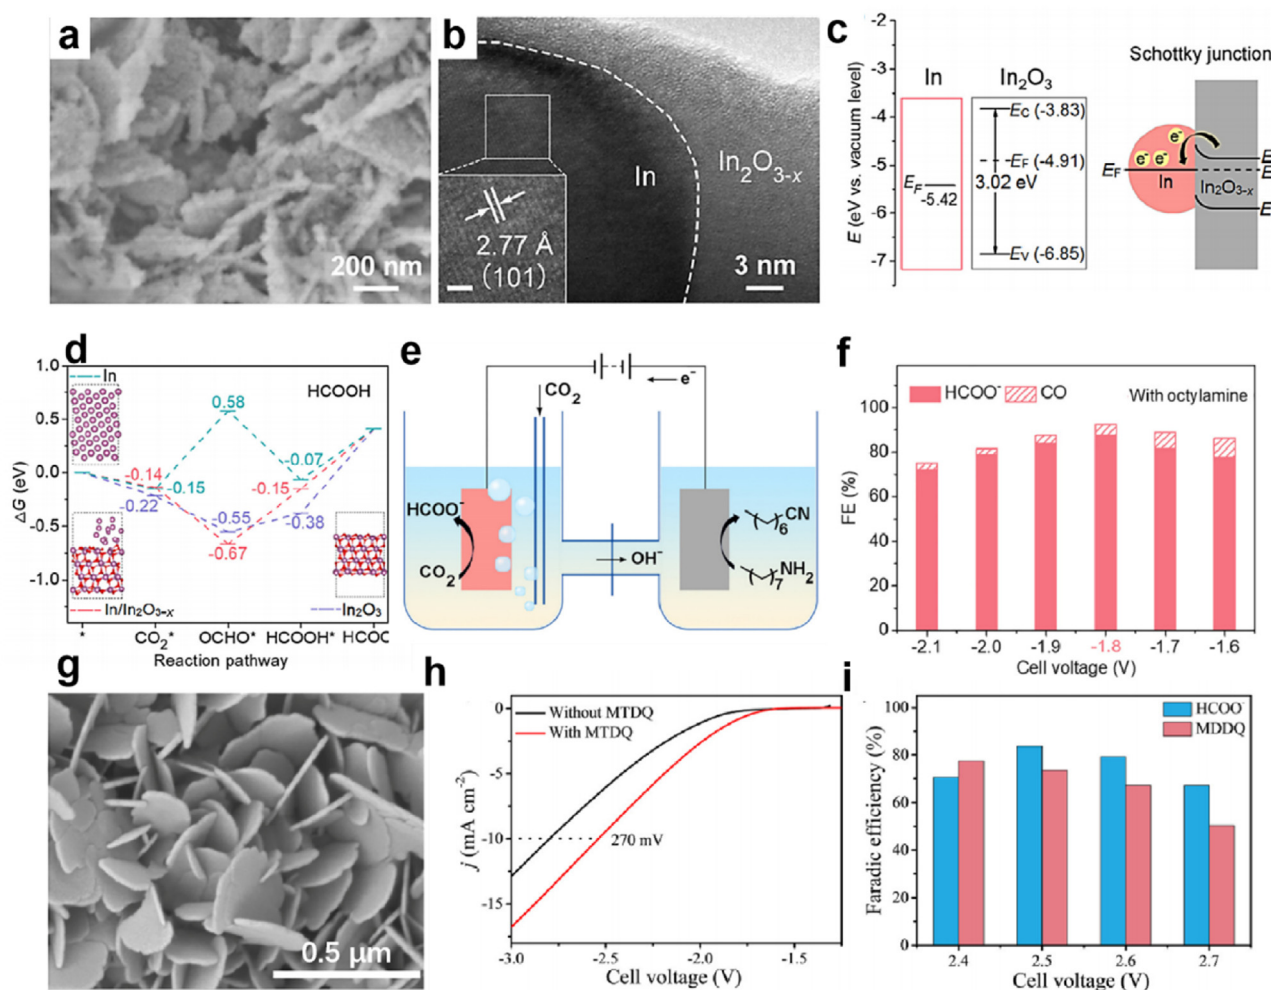 a
200 nm
b
In
In2O3-x
2.77 Å
(101)
3 nm
c
Schottky junction
E (eV vs. vacuum level)
-2
-3
-4
-5
-6
-7
In
In2O3
EF
-5.42
EC (-3.83)
EF (-4.91)
3.02 eV
EV (-6.85)
EF
e-
e- e-
In
In2O3-x
E
E
E
d
ΔG (eV)
1.0
0.5
0.0
-0.5
-1.0
In
HCOOH
0.58
-0.14
-0.15
-0.22
-0.07
-0.15
-0.55
-0.38
-0.67
In/In2O3-x
In2O3
* CO2* OCHO* HCOOH* HCOO
Reaction pathway
e
e-
CO2
HCOO-
CO2
OH-
6 CN
7 NH2
f
HCOO- CO With octylamine
FE (%)
100
80
60
40
20
0
-2.1 -2.0 -1.9 -1.8 -1.7 -1.6
Cell voltage (V)
g
0.5 µm
h
Without MTDQ
With MTDQ
j (mA cm-2)
0
-5
-10
-15
270 mV
-3.0 -2.5 -2.0 -1.5
Cell voltage (V)
i
HCOO-
MDDQ
Faradic efficiency (%)
100
80
60
40
20
0
2.4 2.5 2.6 2.7
Cell voltage (V)